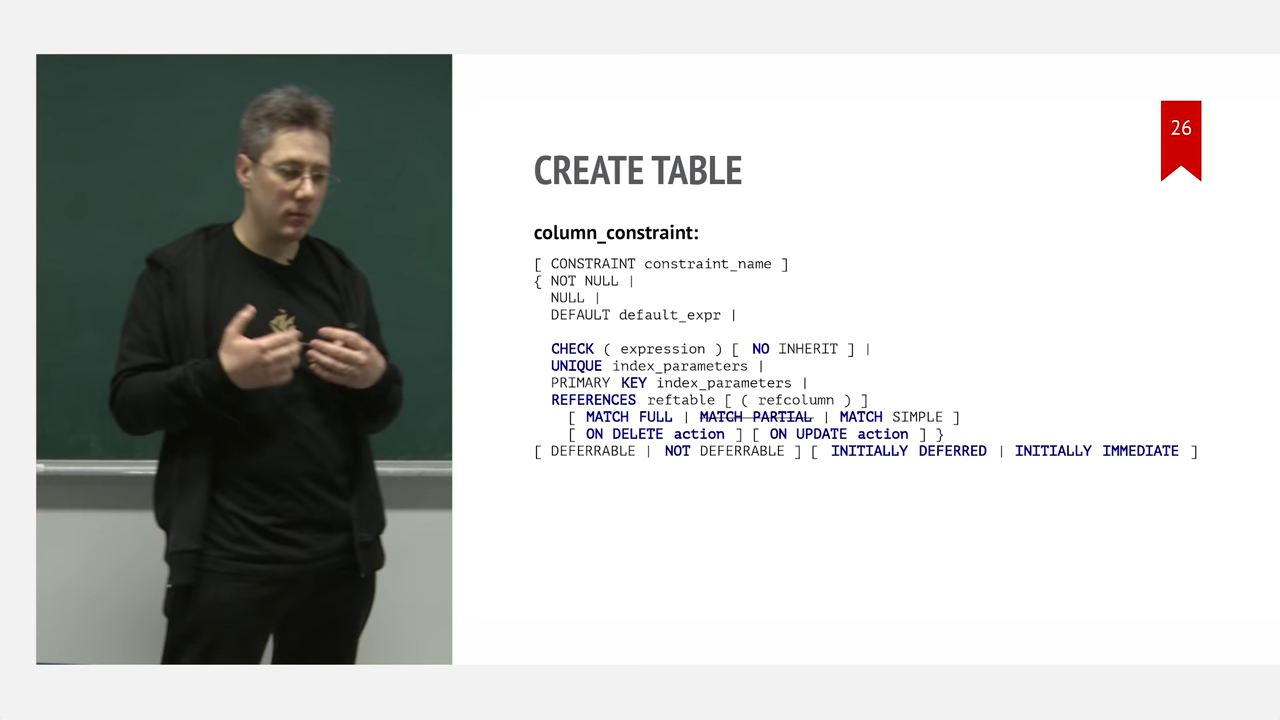 26
CREATE TABLE
column_constraint:
[ CONSTRAINT constraint_name ]
{ NOT NULL |
NULL |
DEFAULT default_expr |
CHECK ( expression ) [ NO INHERIT ] |
UNIQUE index_parameters |
PRIMARY KEY index_parameters |
REFERENCES reftable [ ( refcolumn ) ]
[ MATCH FULL | MATCH PARTIAL | MATCH SIMPLE ]
[ ON DELETE action ] [ ON UPDATE action ] }
[ DEFERRABLE | NOT DEFERRABLE ] [ INITIALLY DEFERRED | INITIALLY IMMEDIATE ]